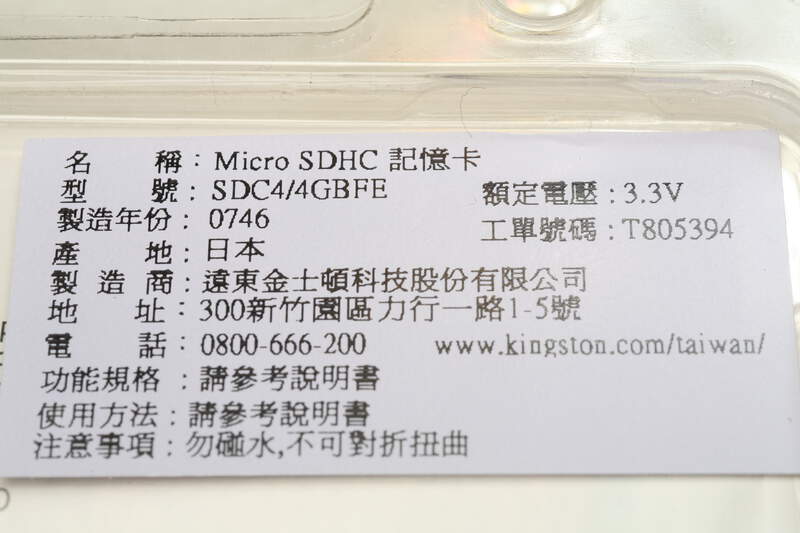 名 稱：Micro SDHC 記憶卡
型 號：SDC4/4GBFE 額定電壓：3.3V
製造年份：0746 工單號碼：T805394
產 地：日本
製 造 商：遠東金士頓科技股份有限公司
地 址：300新竹園區力行一路1-5號
電 話：0800-666-200 www.kingston.com/taiwan/
功能規格：請參考說明書
使用方法：請參考說明書
注意事項：勿碰水,不可對折扭曲